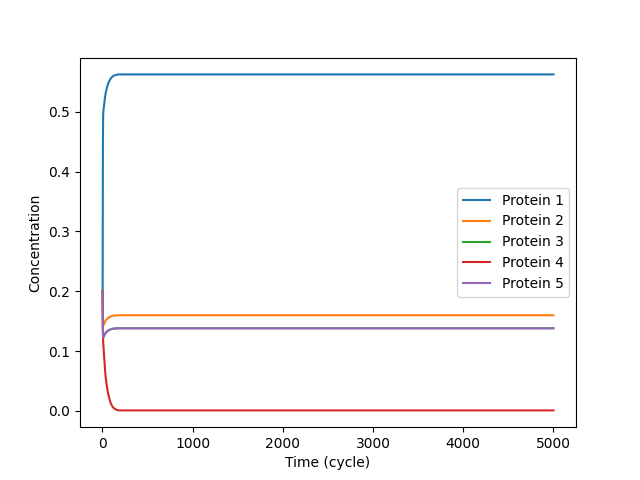 0.5
0.4
0.3
0.2
0.1
0.0
Concentration
0 1000 2000 3000 4000 5000
Time (cycle)
Protein 1
Protein 2
Protein 3
Protein 4
Protein 5